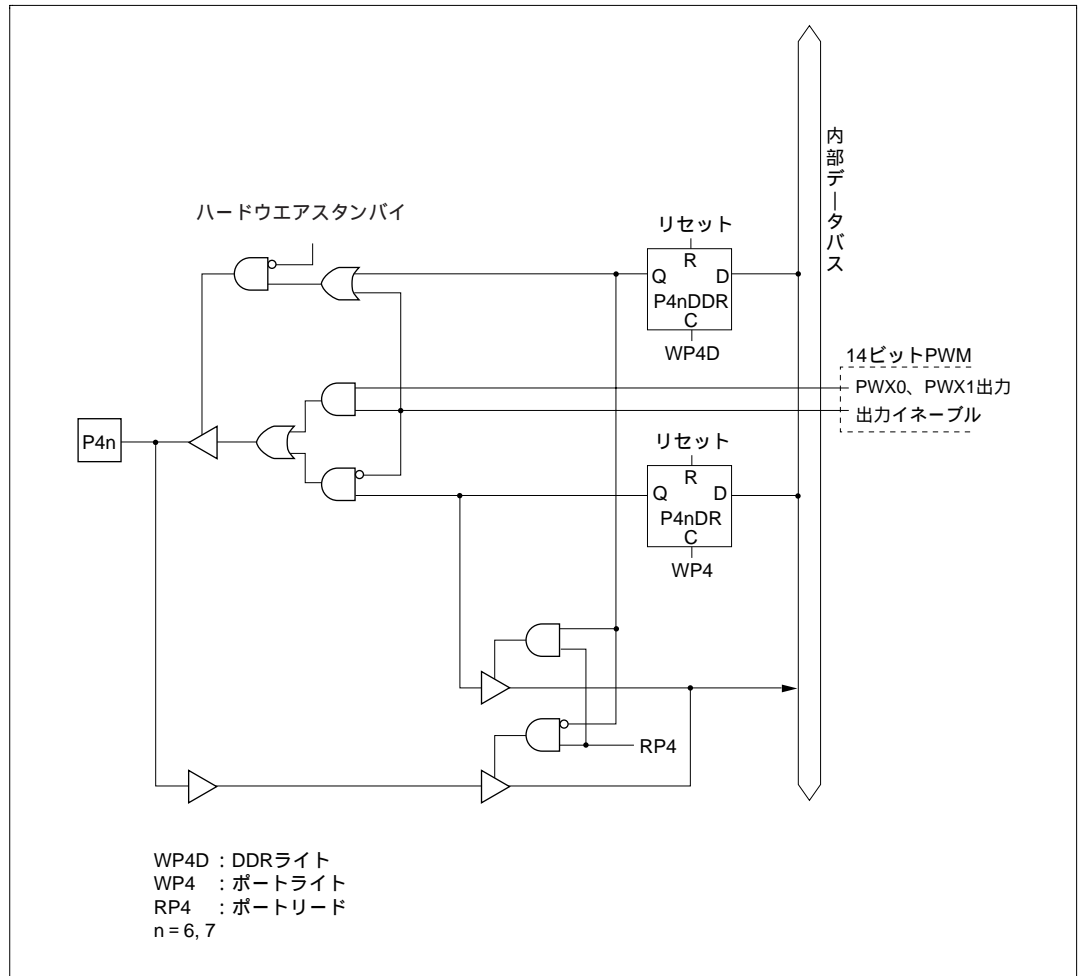 内部データバス
ハードウエアスタンバイ
リセット
R
Q D
P4nDDR
C
WP4D
14ビットPWM
PWX0、PWX1出力
出力イネーブル
P4n
リセット
R
Q D
P4nDR
C
WP4
RP4
WP4D : DDRライト
WP4 : ポートライト
RP4 : ポートリード
n = 6, 7